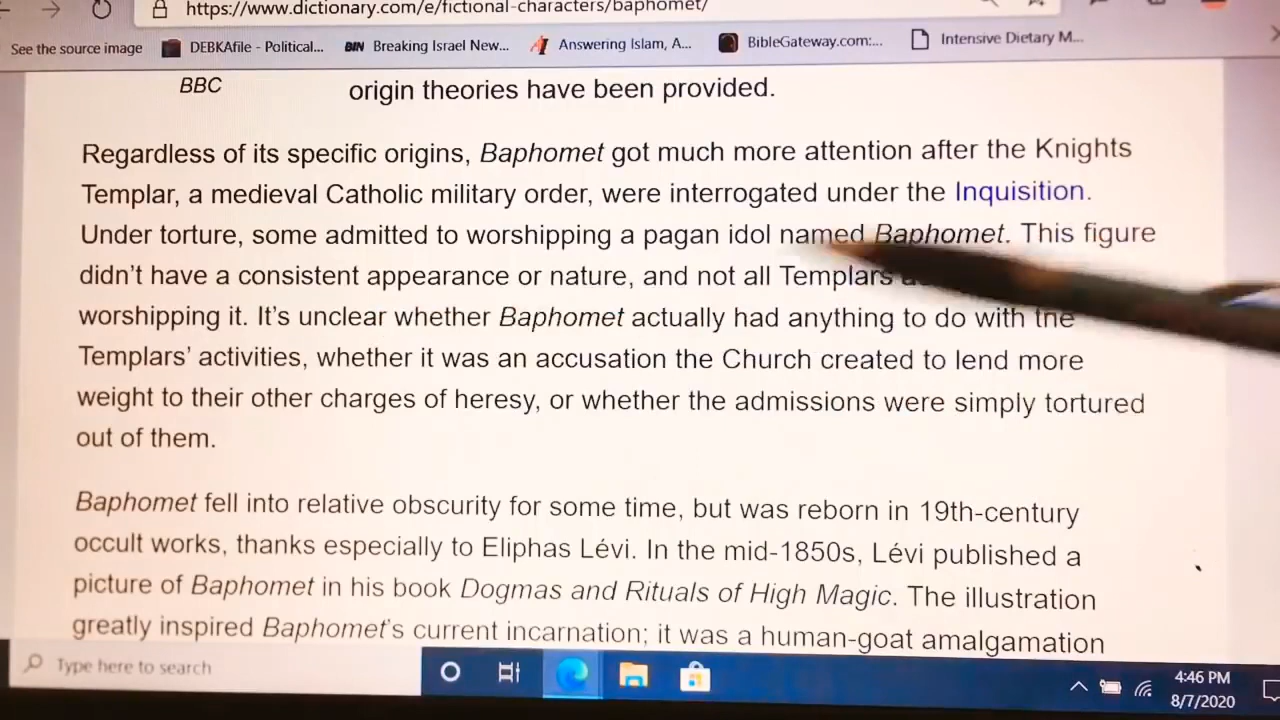 https://www.dictionary.com/e/fictional-characters/baphomet/
See the source image DEBKAfile - Political... BIN Breaking Israel New... Answering Islam, A... BibleGateway.com:... Intensive Dietary M...
BBC
origin theories have been provided.
Regardless of its specific origins, Baphomet got much more attention after the Knights
Templar, a medieval Catholic military order, were interrogated under the Inquisition.
Under torture, some admitted to worshipping a pagan idol named Baphomet. This figure
didn’t have a consistent appearance or nature, and not all Templars
worshipping it. It’s unclear whether Baphomet actually had anything to do with the
Templars’ activities, whether it was an accusation the Church created to lend more
weight to their other charges of heresy, or whether the admissions were simply tortured
out of them.
Baphomet fell into relative obscurity for some time, but was reborn in 19th-century
occult works, thanks especially to Eliphas Lévi. In the mid-1850s, Lévi published a
picture of Baphomet in his book Dogmas and Rituals of High Magic. The illustration
greatly inspired Baphomet’s current incarnation; it was a human-goat amalgamation
Type here to search
4:46 PM
8/7/2020